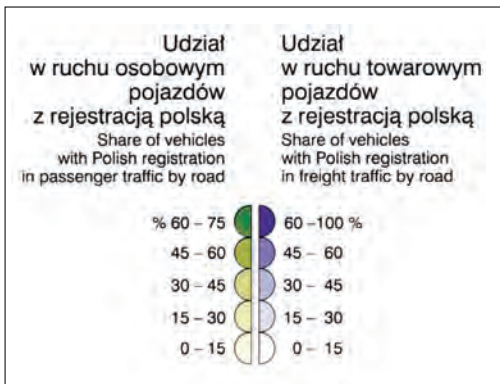 Udział
w ruchu osobowym
pojazdów
z rejestracją polską
Share of vehicles
with Polish registration
in passenger traffic by road
Udział
w ruchu towarowym
pojazdów
z rejestracją polską
Share of vehicles
with Polish registration
in freight traffic by road
% 60 – 75 60 –100 %
45 – 60 45 – 60
30 – 45 30 – 45
15 – 30 15 – 30
0 – 15 0 – 15